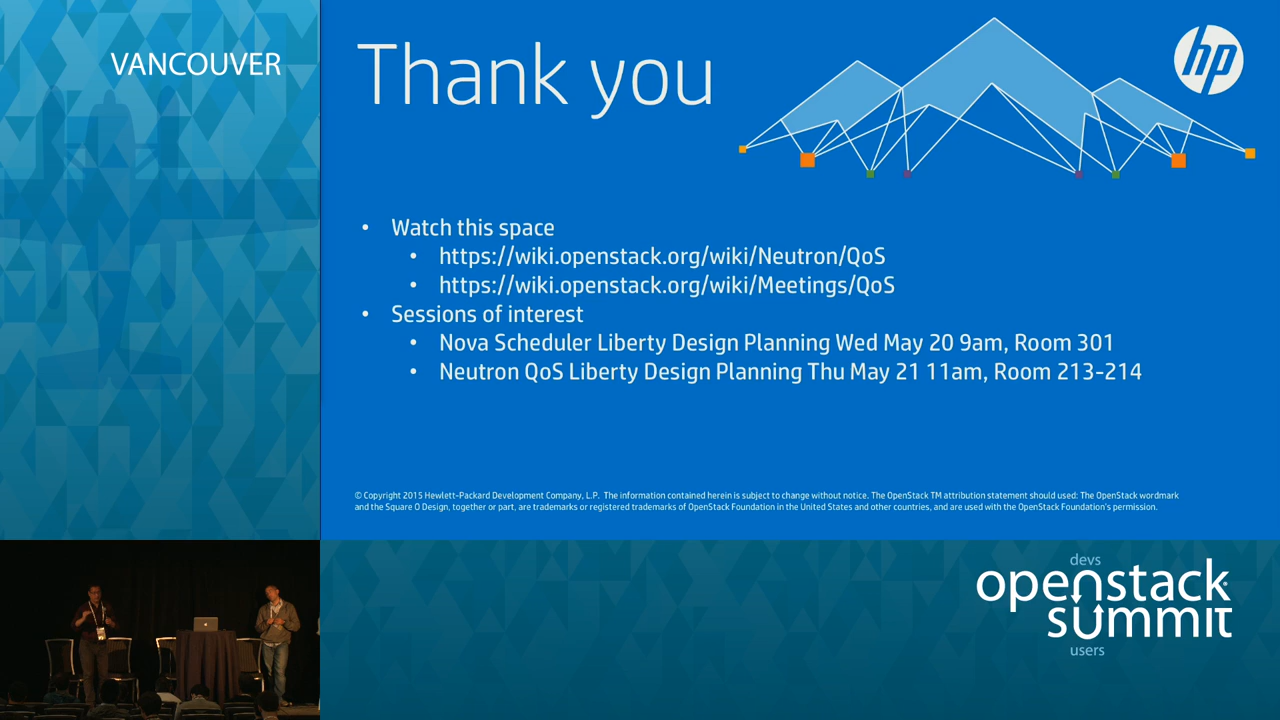 VANCOUVER
Thank you
hp
• Watch this space
• https://wiki.openstack.org/wiki/Neutron/QoS
• https://wiki.openstack.org/wiki/Meetings/QoS
• Sessions of interest
• Nova Scheduler Liberty Design Planning Wed May 20 9am, Room 301
• Neutron QoS Liberty Design Planning Thu May 21 11am, Room 213-214
© Copyright 2015 Hewlett-Packard Development Company, L.P. The information contained herein is subject to change without notice. The OpenStack TM attribution statement should used: The OpenStack wordmark
and the Square O Design, together or part, are trademarks or registered trademarks of OpenStack Foundation in the United States and other countries, and are used with the OpenStack Foundation's permission.
devs
openstack
summit
users